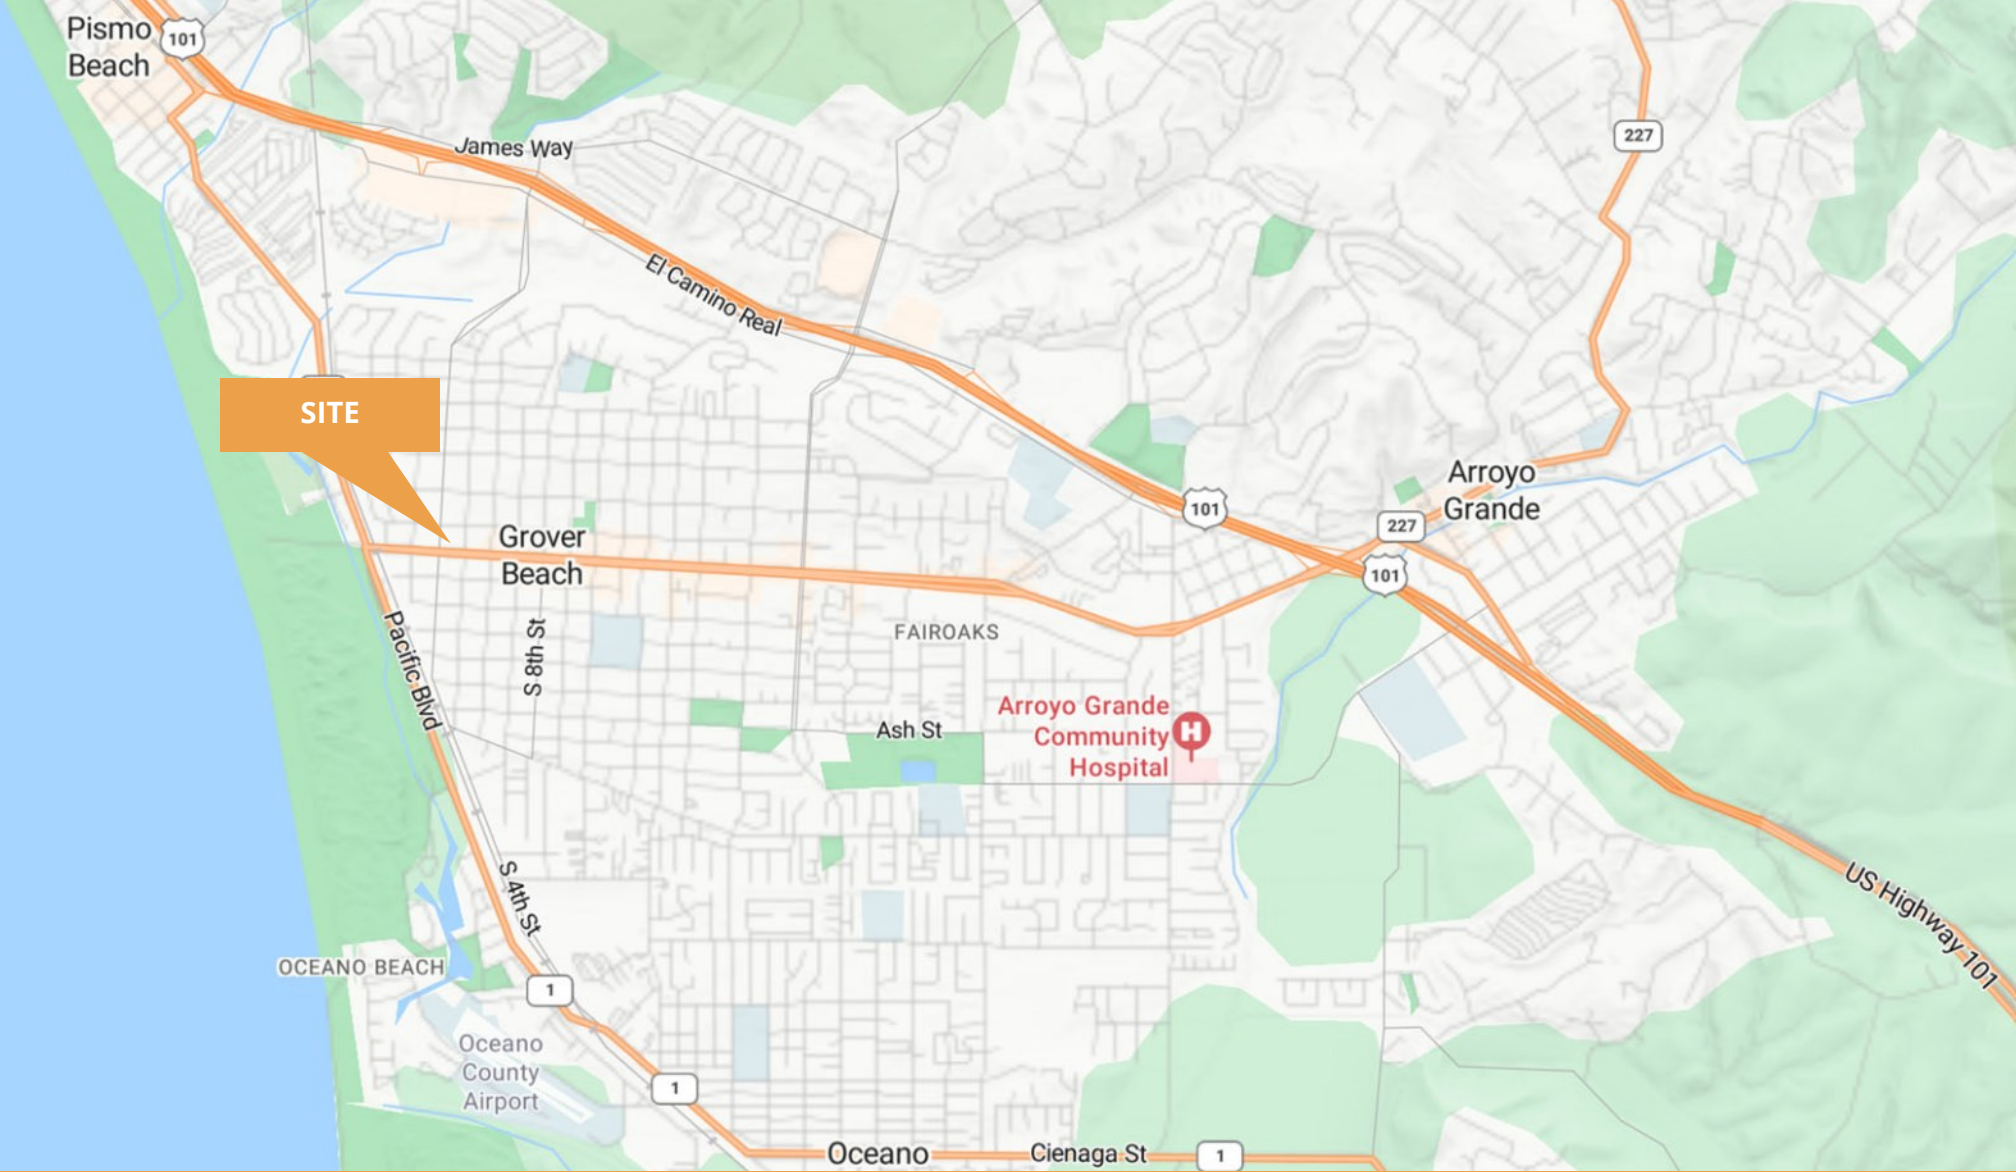 Pismo
Beach
101
227
James Way
El Camino Real
SITE
Arroyo
Grande
101
227
Grover
Beach
101
FAIROAKS
S 8th St
Pacific Blvd
Arroyo Grande
Community
Hospital
H
Ash St
S 4th St
US Highway 101
OCEANO BEACH
1
Oceano
County
Airport
1
Oceano
Cienaga St
1